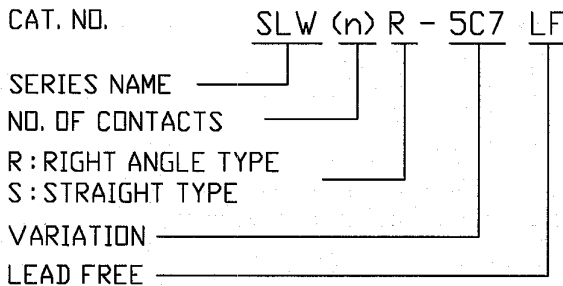 CAT. NO. SLW (n) R - 5C7 LF
SERIES NAME
NO. OF CONTACTS
R : RIGHT ANGLE TYPE
S : STRAIGHT TYPE
VARIATION
LEAD FREE